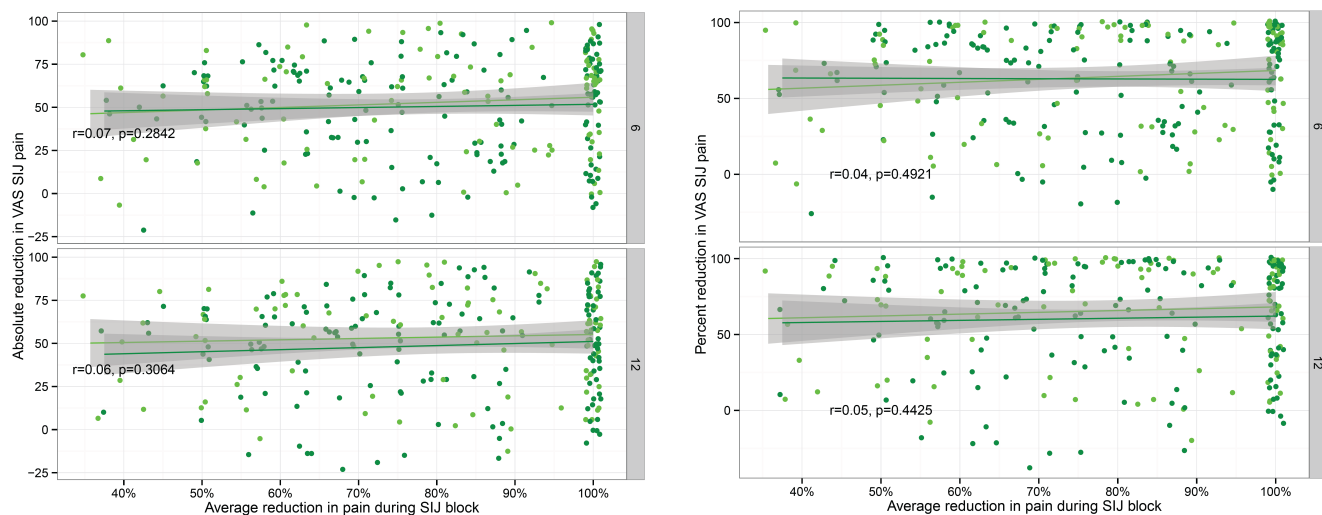 Absolute reduction in VAS SIJ pain
100
75
50
25
0
−25
r=0.07, p=0.2842
6
100
75
50
25
0
−25
r=0.06, p=0.3064
12
40% 50% 60% 70% 80% 90% 100%
Average reduction in pain during SIJ block
Percent reduction in VAS SIJ pain
100
50
0
r=0.04, p=0.4921
6
100
50
0
r=0.05, p=0.4425
12
40% 50% 60% 70% 80% 90% 100%
Average reduction in pain during SIJ block